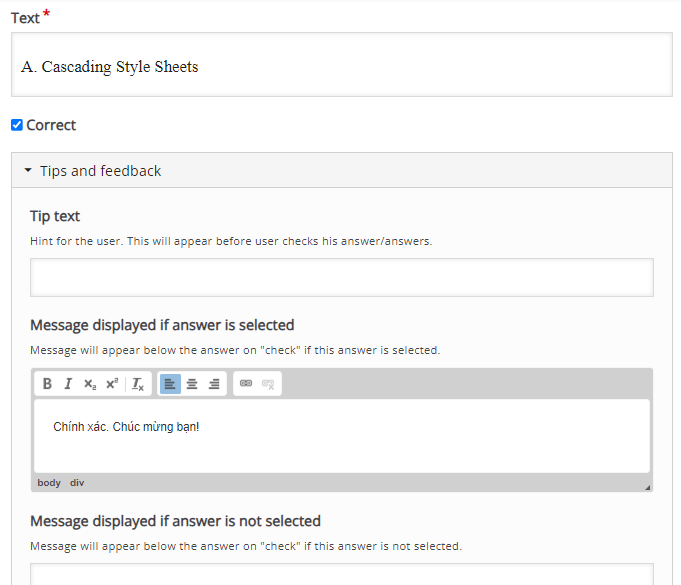 Text*
A. Cascading Style Sheets
Correct
Tips and feedback
Tip text
Hint for the user. This will appear before user checks his answer/answers.
Message displayed if answer is selected
Message will appear below the answer on "check" if this answer is selected.
B I x₂ x² Tx
Chính xác. Chúc mừng bạn!
body div
Message displayed if answer is not selected
Message will appear below the answer on "check" if this answer is not selected.